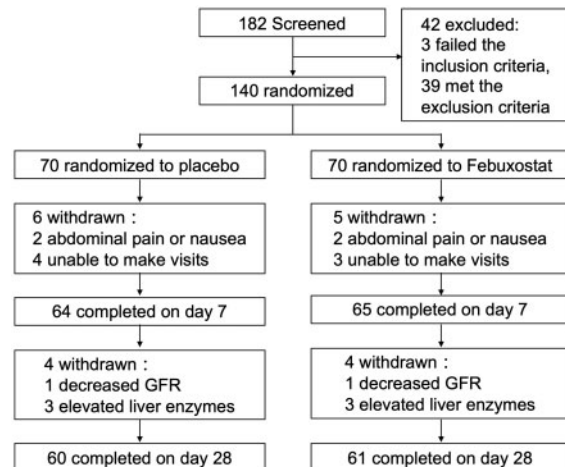 182 Screened
42 excluded:
3 failed the
inclusion criteria,
39 met the
exclusion criteria
140 randomized
70 randomized to placebo
70 randomized to Febuxostat
6 withdrawn :
2 abdominal pain or nausea
4 unable to make visits
5 withdrawn :
2 abdominal pain or nausea
3 unable to make visits
64 completed on day 7
65 completed on day 7
4 withdrawn :
1 decreased GFR
3 elevated liver enzymes
4 withdrawn :
1 decreased GFR
3 elevated liver enzymes
60 completed on day 28
61 completed on day 28